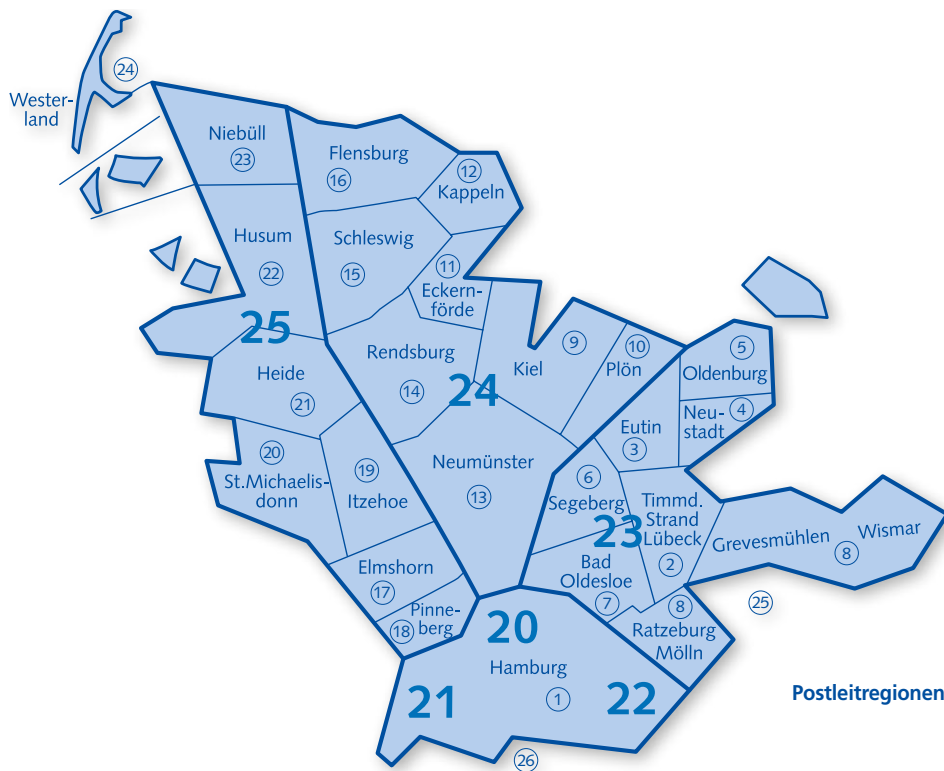 24
Wester-
land
Niebüll
23
Flensburg
16
12
Kappeln
Husum
22
Schleswig
15
11
Eckern-
förde
25
Rendsburg
14
24
Kiel
9
10
Plön
5
Oldenburg
Neu-
stadt
4
Heide
21
Eutin
3
20
St.Michaelis-
donn
19
Itzehoe
Neumünster
13
6
Segeberg
23
Timmd.
Strand
Lübeck
2
Grevesmühlen
8
Wismar
Elmshorn
17
Pinne-
berg
18
Bad
Oldesloe
7
8
Ratzeburg
Mölln
25
20
Hamburg
1
21
22
26
Postleitregionen